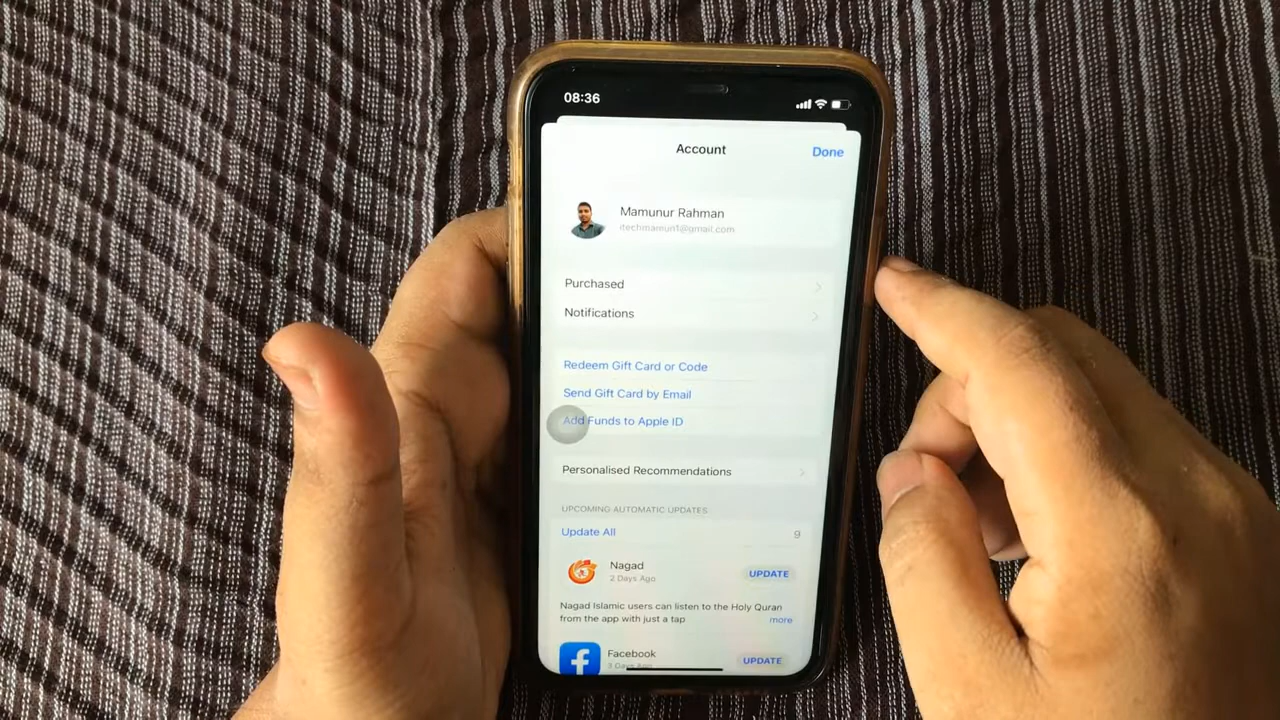 08:36
Account
Done
Mamunur Rahman
itechmamun1@gmail.com
Purchased
Notifications
Redeem Gift Card or Code
Send Gift Card by Email
Add Funds to Apple ID
Personalised Recommendations
UPCOMING AUTOMATIC UPDATES
Update All
9
Nagad
2 Days Ago
UPDATE
Nagad Islamic users can listen to the Holy Quran
from the app with just a tap
more
Facebook
3 Days Ago
UPDATE